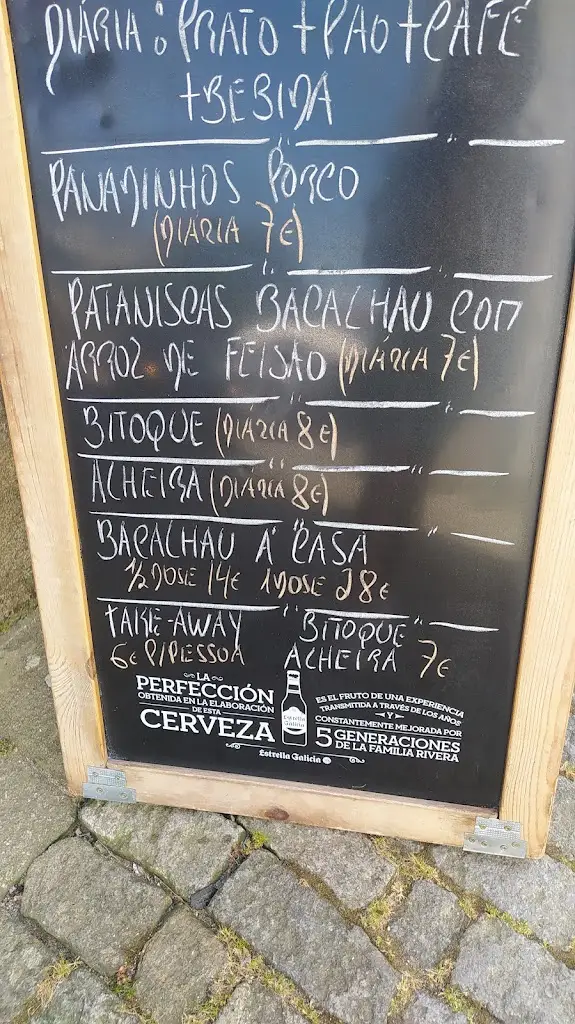 DIÁRIA: PRATO + PÃO + CAFÉ
+ BEBIDA
PANADINHOS PORCO
(DIÁRIA 7€)
PATANISCAS BACALHAU COM
ARROZ DE FEIJÃO (DIÁRIA 7€)
BITOQUE (DIÁRIA 8€)
ALHEIRA (DIÁRIA 8€)
BACALHAU À CASA
1/2 DOSE 14€ 1 DOSE 28€
TAKE-AWAY BITOQUE
6€ P/PESSOA ALHEIRA 7€
LA
PERFECCIÓN
OBTENIDA EN LA ELABORACIÓN
DE ESTA
CERVEZA
Estrella Galicia
ES EL FRUTO DE UNA EXPERIENCIA
TRANSMITIDA A TRAVÉS DE LOS AÑOS
Y
CONSTANTEMENTE MEJORADA POR
5 GENERACIONES
DE LA FAMILIA RIVERA
Estrella Galicia